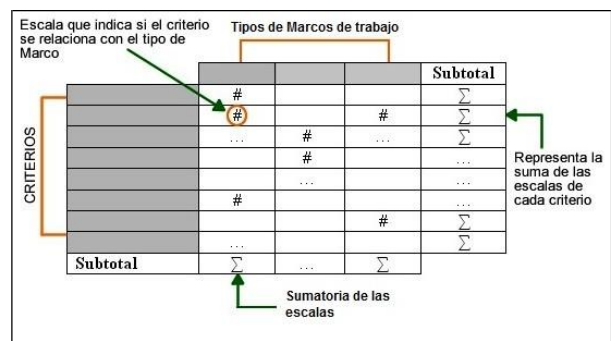 Escala que indica si el criterio
se relaciona con el tipo de
Marco
Tipos de Marcos de trabajo
Subtotal
# ∑
# # ∑
... # ... ∑
# ...
... ...
# ...
# ∑
... ∑
Subtotal ∑ ... ∑
CRITERIOS
Representa la
suma de las
escalas de
cada criterio
Sumatoria de las
escalas